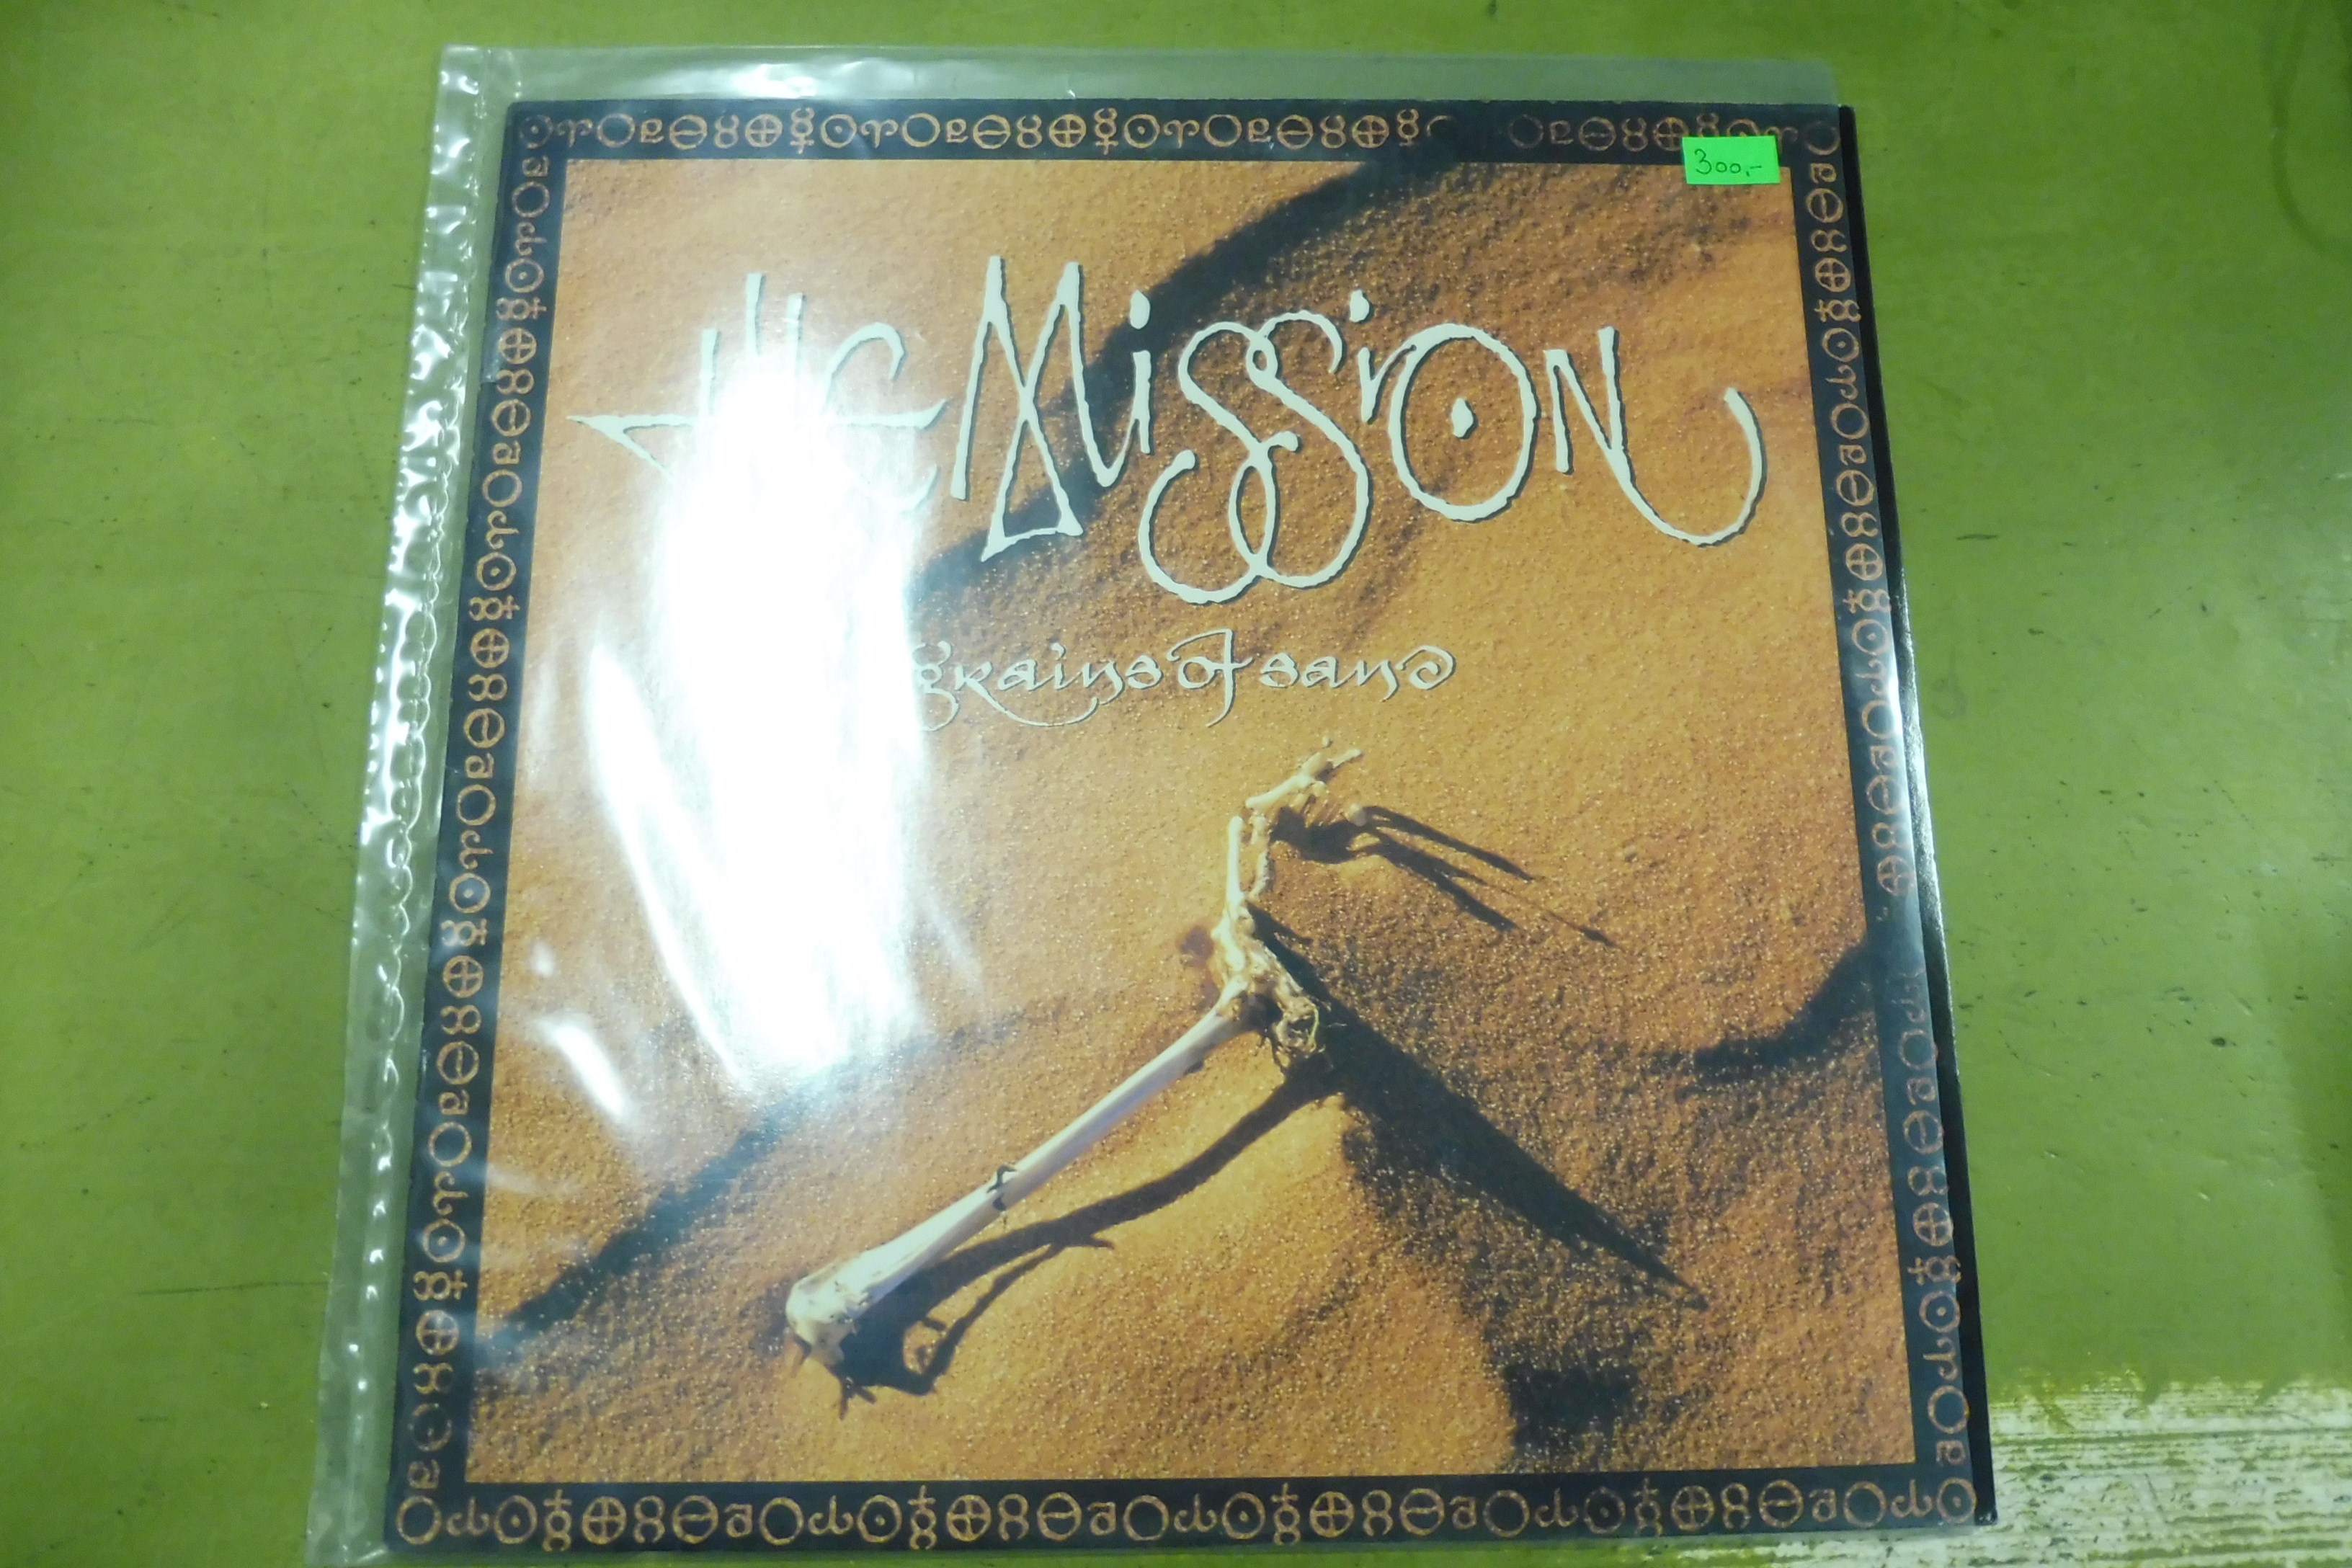 300,-
the Mission
grains of sand